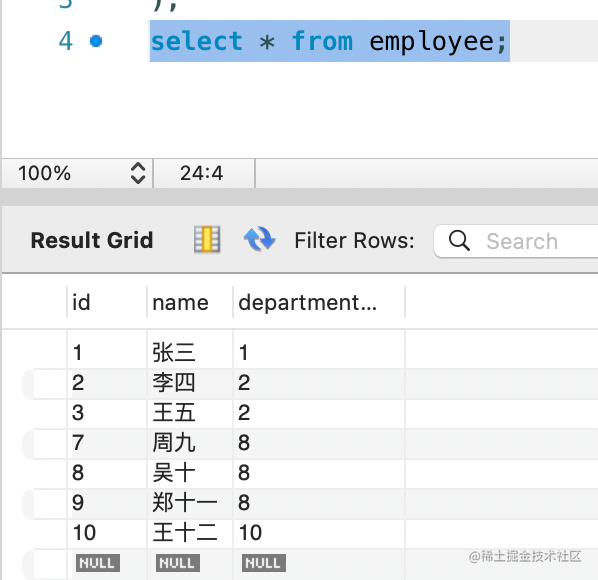 3 );
4 select * from employee;
100% 24:4
Result Grid Filter Rows: Search
id name department...
1 张三 1
2 李四 2
3 王五 2
7 周九 8
8 吴十 8
9 郑十一 8
10 王十二 10
NULL NULL NULL
@稀土掘金技术社区